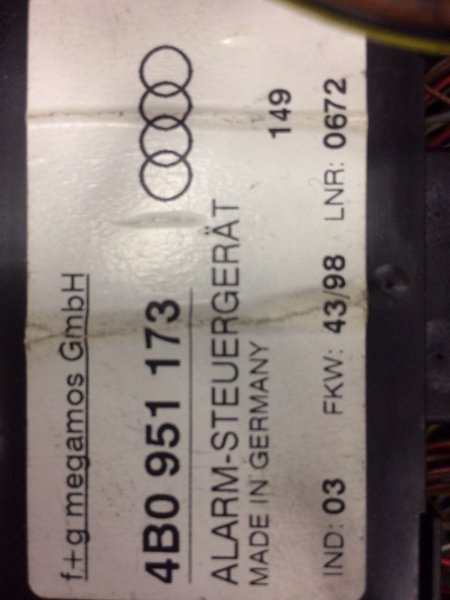 f+g megamos GmbH
4B0 951 173
ALARM-STEUERGERÄT
MADE IN GERMANY 149
IND: 03 FKW: 43/98 LNR: 0672